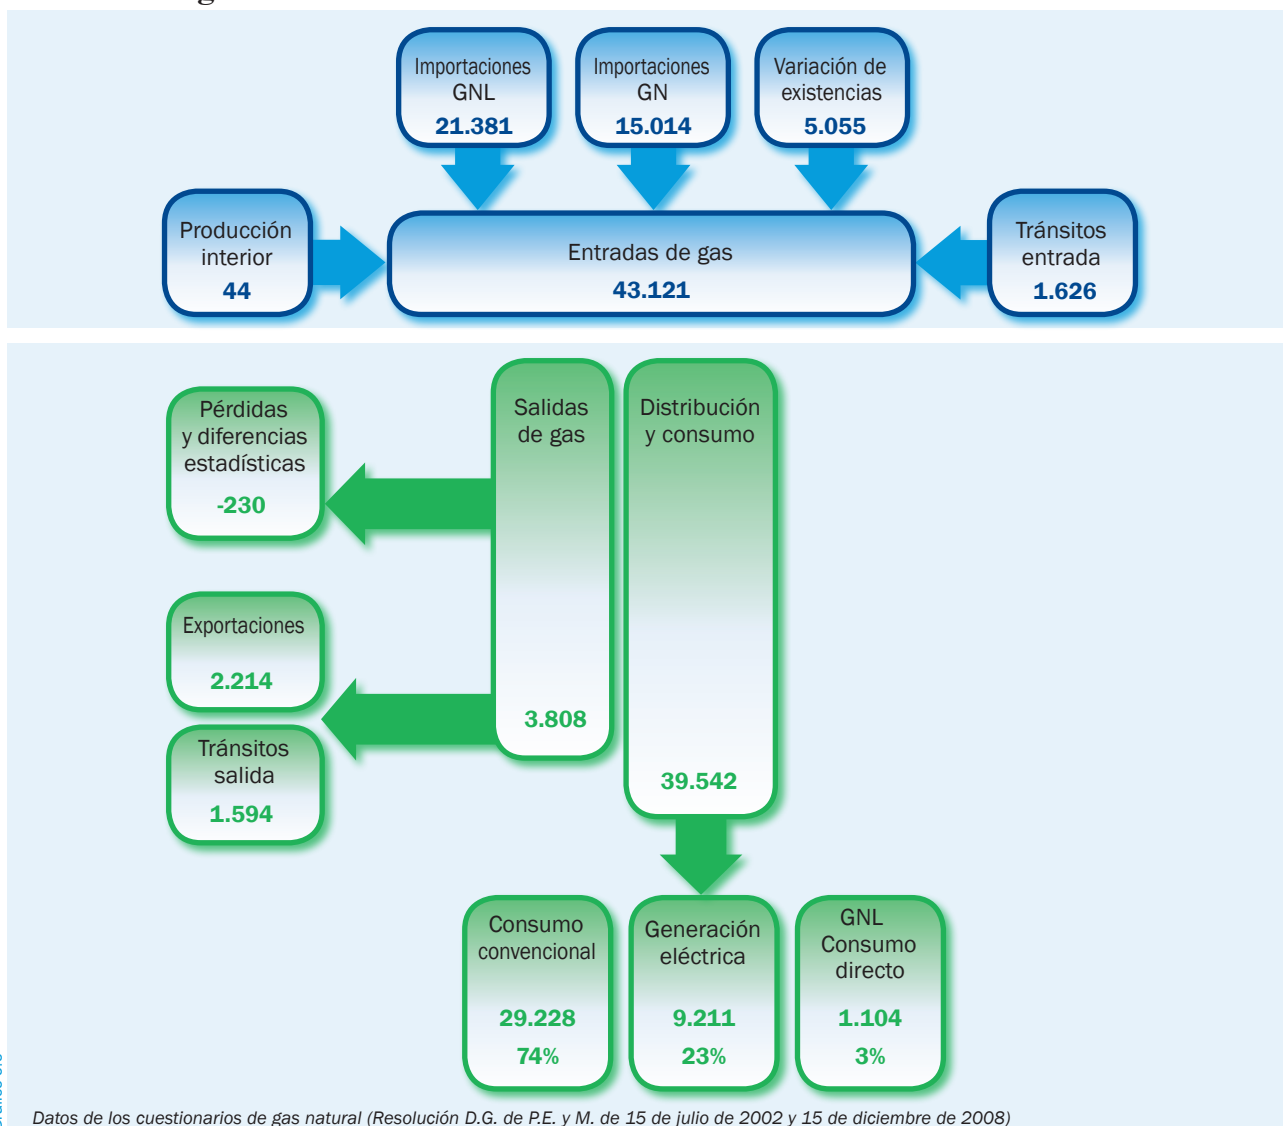 Importaciones
GNL
21.381
Importaciones
GN
15.014
Variación de
existencias
5.055
Producción
interior
44
Entradas de gas
43.121
Tránsitos
entrada
1.626
Pérdidas
y diferencias
estadísticas
-230
Salidas
de gas
3.808
Distribución
y consumo
39.542
Exportaciones
2.214
Tránsitos
salida
1.594
Consumo
convencional
29.228
74%
Generación
eléctrica
9.211
23%
GNL
Consumo
directo
1.104
3%
Datos de los cuestionarios de gas natural (Resolución D.G. de P.E. y M. de 15 de julio de 2002 y 15 de diciembre de 2008)